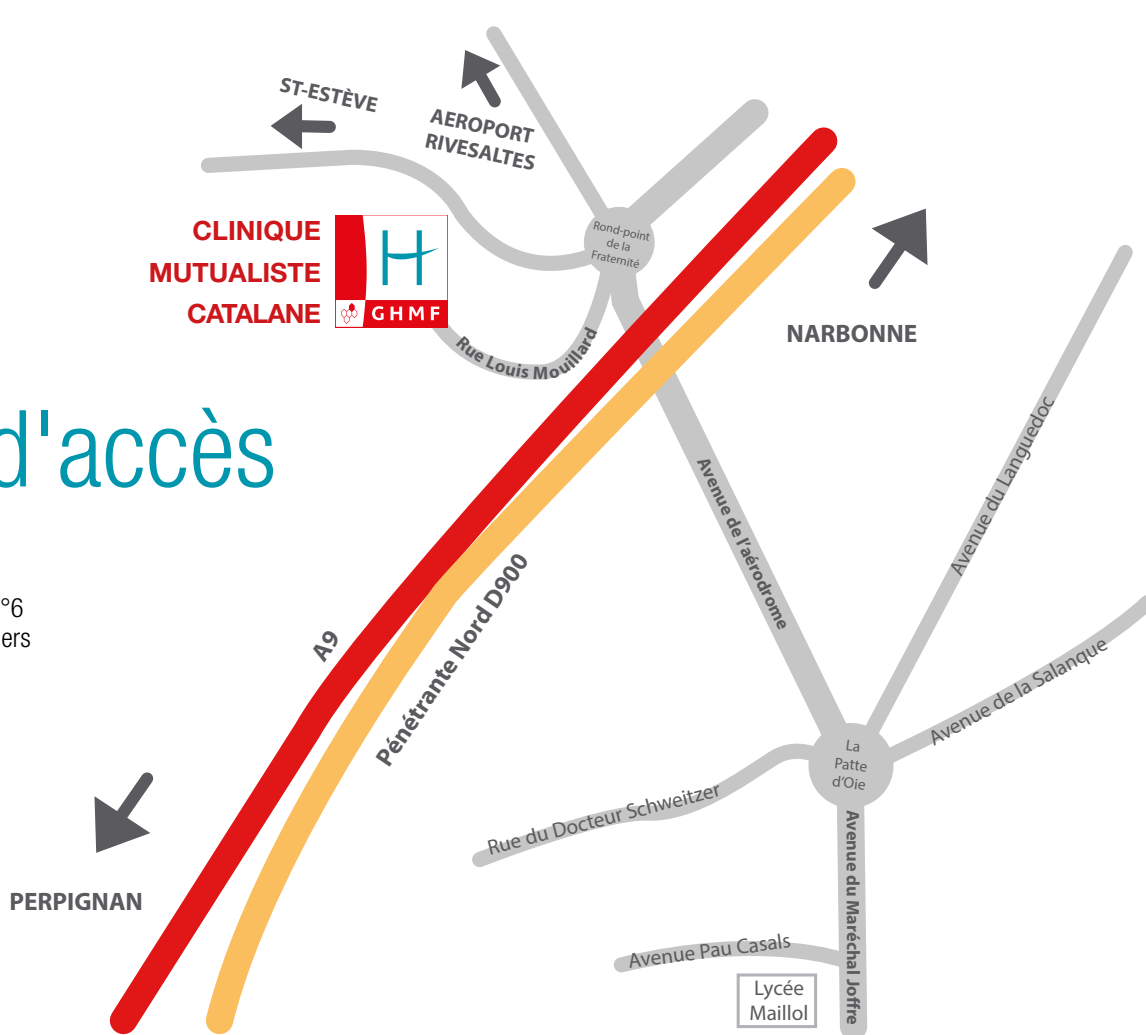 ST-ESTÈVE
AEROPORT
RIVESALTES
CLINIQUE
MUTUALISTE
CATALANE
H
GHMF
Rond-point
de la
Fraternité
Rue Louis Mouillard
NARBONNE
d'accès
°6
ers
A9
Pénétrante Nord D900
Avenue de l'aérodrome
Avenue du Languedoc
Avenue de la Salanque
La
Patte
d'Oie
Rue du Docteur Schweitzer
PERPIGNAN
Avenue du Maréchal Joffre
Avenue Pau Casals
Lycée
Maillol